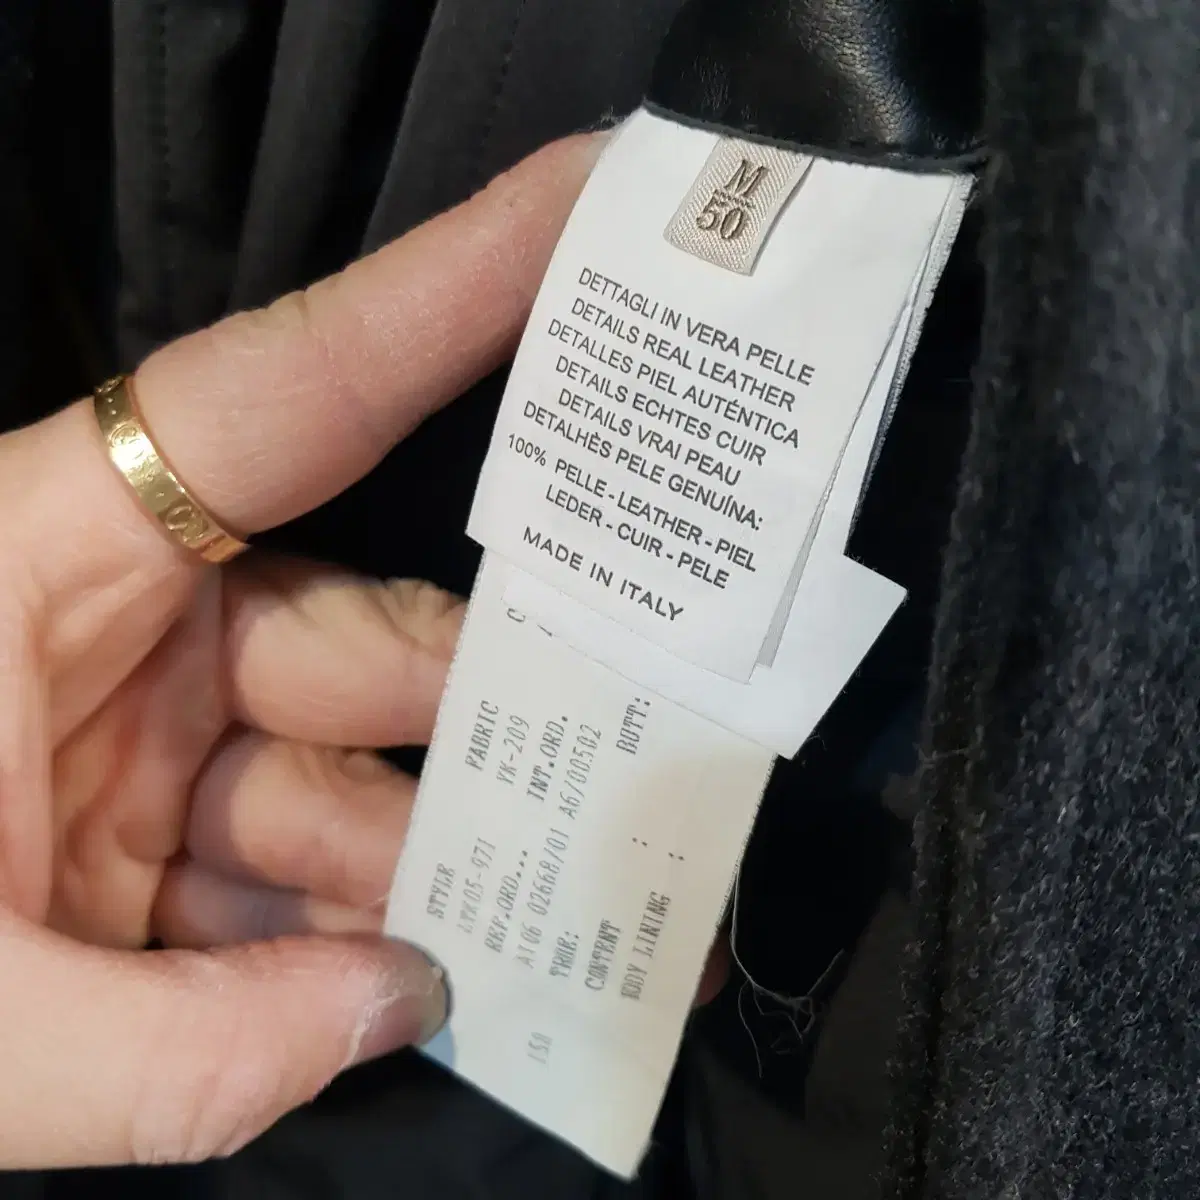 M
50
DETTAGLI IN VERA PELLE
DETAILS REAL LEATHER
DETALLES PIEL AUTÉNTICA
DETAILS ECHTES CUIR
DETAILS VRAI PEAU
DETALHÈS PELE GENUÍNA:
100% PELLE - LEATHER - PIEL
LEDER - CUIR - PELE
MADE IN ITALY
STYLE FABRIC
YK-209
REF.ORD... INT.ORD.
A106 02668/01 A6/00502
CONTENT : BUTT:
BODY LINING :